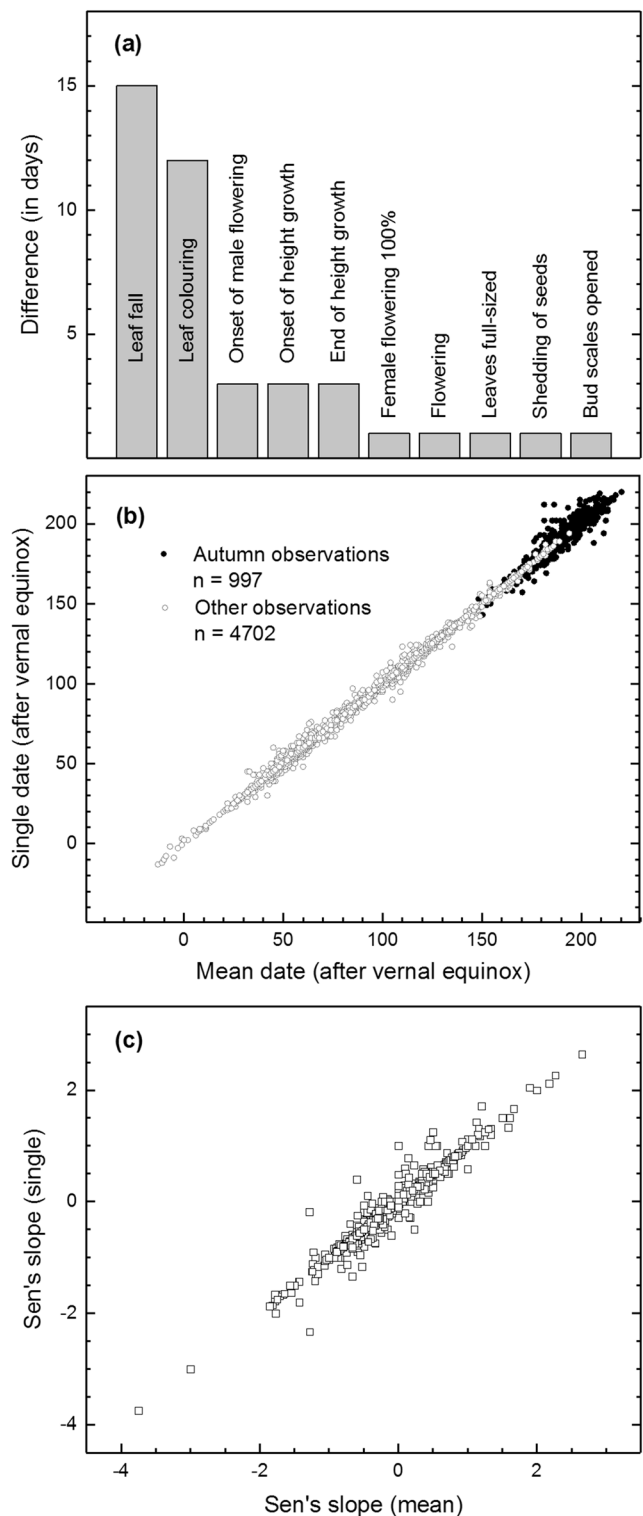 (a)
15
10
5
Difference (in days)
Leaf fall
Leaf colouring
Onset of male flowering
Onset of height growth
End of height growth
Female flowering 100%
Flowering
Leaves full-sized
Shedding of seeds
Bud scales opened
(b)
200
150
100
50
0
Single date (after vernal equinox)
Autumn observations
n = 997
Other observations
n = 4702
0 50 100 150 200
Mean date (after vernal equinox)
(c)
2
0
-2
-4
Sen's slope (single)
-4 -2 0 2
Sen's slope (mean)